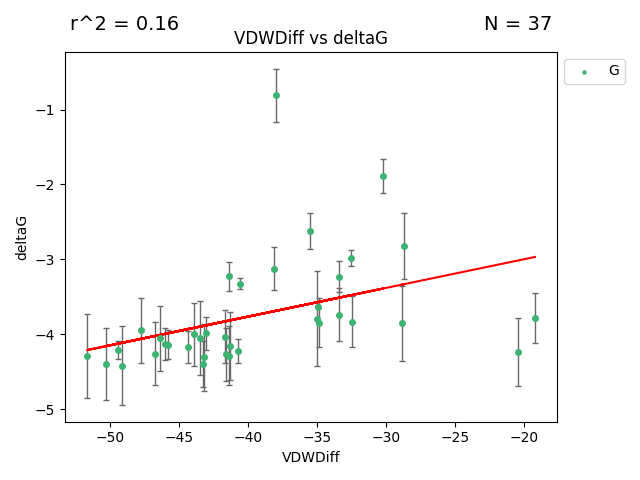 r^2 = 0.16
N = 37
VDWDiff vs deltaG
G
−1
−2
−3
−4
−5
deltaG
−50
−45
−40
−35
−30
−25
−20
VDWDiff